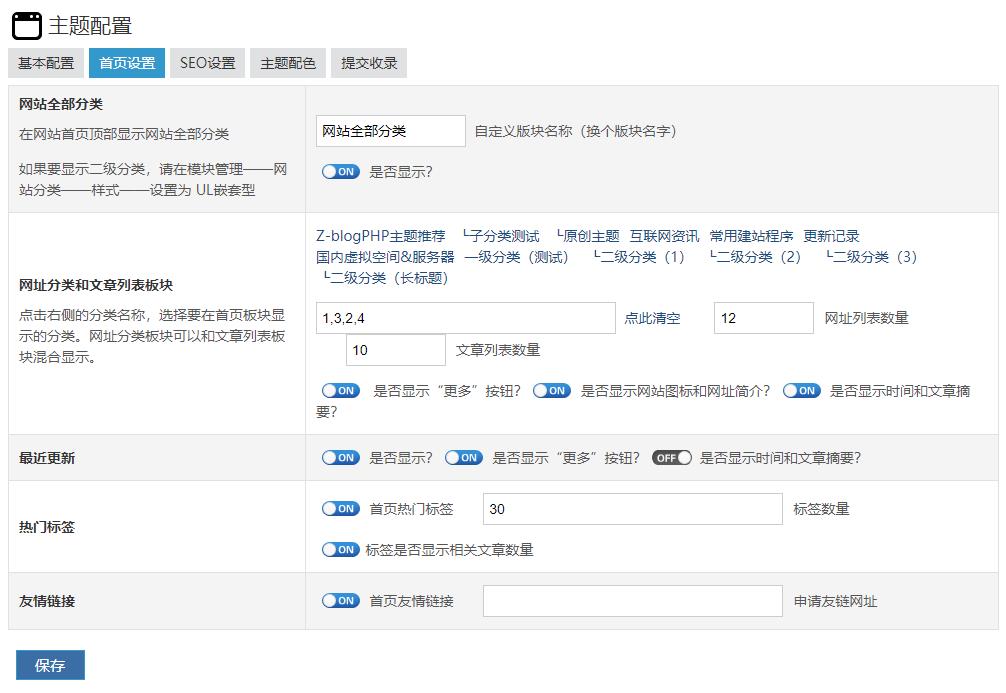 主题配置
基本配置 首页设置 SEO设置 主题配色 提交收录
网站全部分类
在网站首页顶部显示网站全部分类
如果要显示二级分类，请在模块管理——网
站分类——样式——设置为 UL嵌套型
网站全部分类 自定义版块名称（换个版块名字）
ON 是否显示？
网址分类和文章列表板块
点击右侧的分类名称，选择要在首页板块显
示的分类。网址分类板块可以和文章列表板
块混合显示。
Z-blogPHP主题推荐 └子分类测试 └原创主题 互联网资讯 常用建站程序 更新记录
国内虚拟空间&服务器 一级分类（测试） └二级分类（1） └二级分类（2） └二级分类（3）
└二级分类（长标题）
1,3,2,4 点此清空 12 网址列表数量
10 文章列表数量
ON 是否显示“更多”按钮？ ON 是否显示网站图标和网址简介？ ON 是否显示时间和文章摘
要？
最近更新
ON 是否显示？ ON 是否显示“更多”按钮？ OFF 是否显示时间和文章摘要？
热门标签
ON 首页热门标签 30 标签数量
ON 标签是否显示相关文章数量
友情链接
ON 首页友情链接 申请友链网址
保存